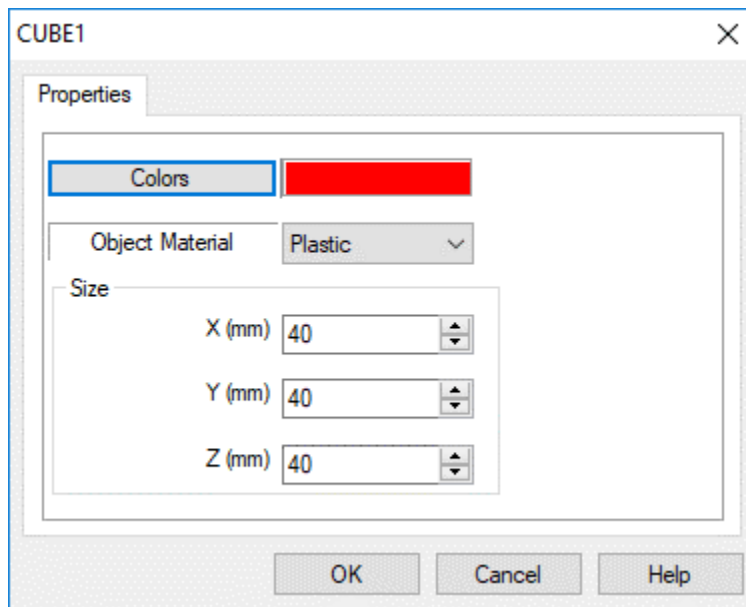 CUBE1
Properties
Colors
Object Material Plastic
Size
X (mm) 40
Y (mm) 40
Z (mm) 40
OK Cancel Help